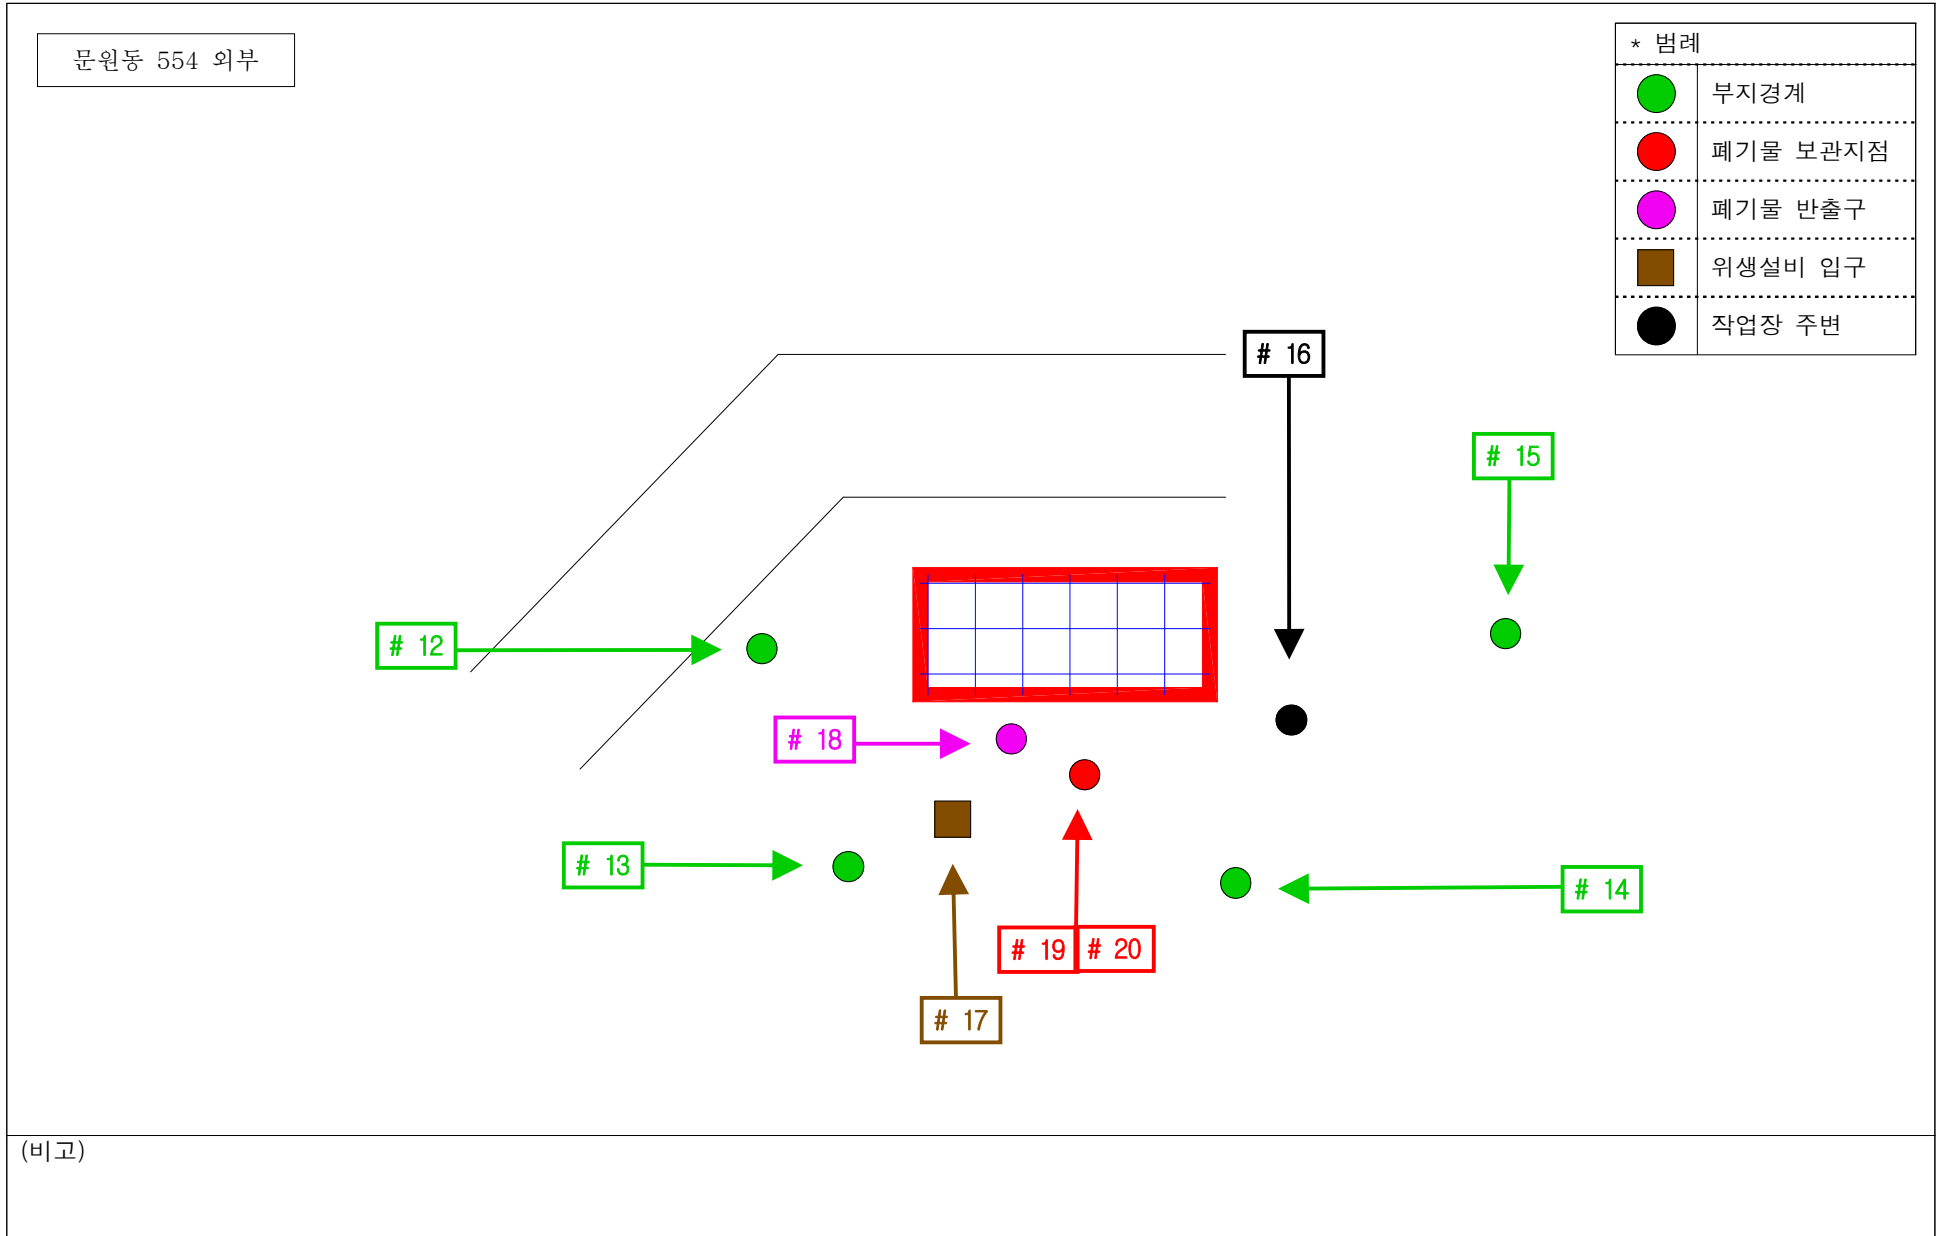 문원동 554 외부
* 범례
부지경계
폐기물 보관지점
폐기물 반출구
위생설비 입구
작업장 주변
# 16
# 15
# 12
# 18
# 13
# 14
# 19
# 20
# 17
(비고)